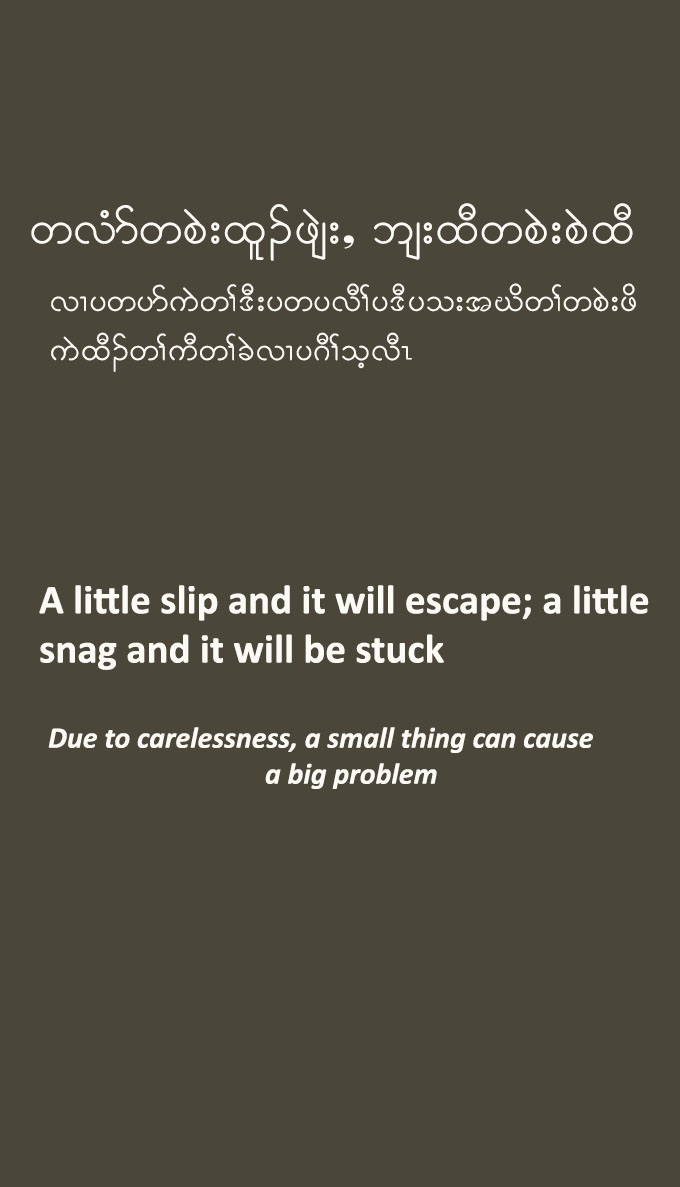 တလံာ်တစဲးထူၣ်ဖျဲး, ဘျးထီတစဲးစဲထီ
လၢပတဟ်ကဲတၢ်ဒီးပတပလီၢ်ပဒီပသးအဃိတၢ်တစဲးဖိ
ကဲထီၣ်တၢ်ကီတၢ်ခဲလၢပဂီၢ်သ့လီၤ
A little slip and it will escape; a little
snag and it will be stuck
Due to carelessness, a small thing can cause
a big problem